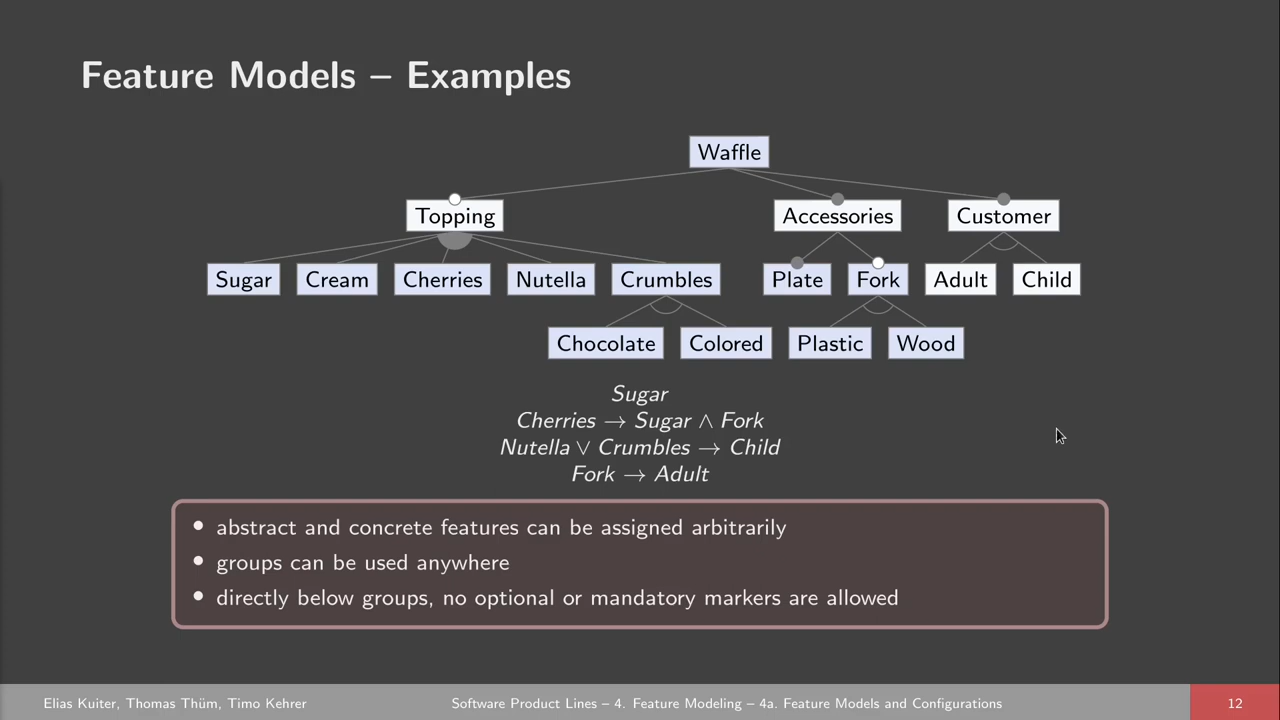 Feature Models – Examples
Waffle
Topping Accessories Customer
Sugar Cream Cherries Nutella Crumbles Plate Fork Adult Child
Chocolate Colored Plastic Wood
Sugar
Cherries → Sugar ∧ Fork
Nutella ∨ Crumbles → Child
Fork → Adult
• abstract and concrete features can be assigned arbitrarily
• groups can be used anywhere
• directly below groups, no optional or mandatory markers are allowed
Elias Kuiter, Thomas Thüm, Timo Kehrer Software Product Lines – 4. Feature Modeling – 4a. Feature Models and Configurations 12